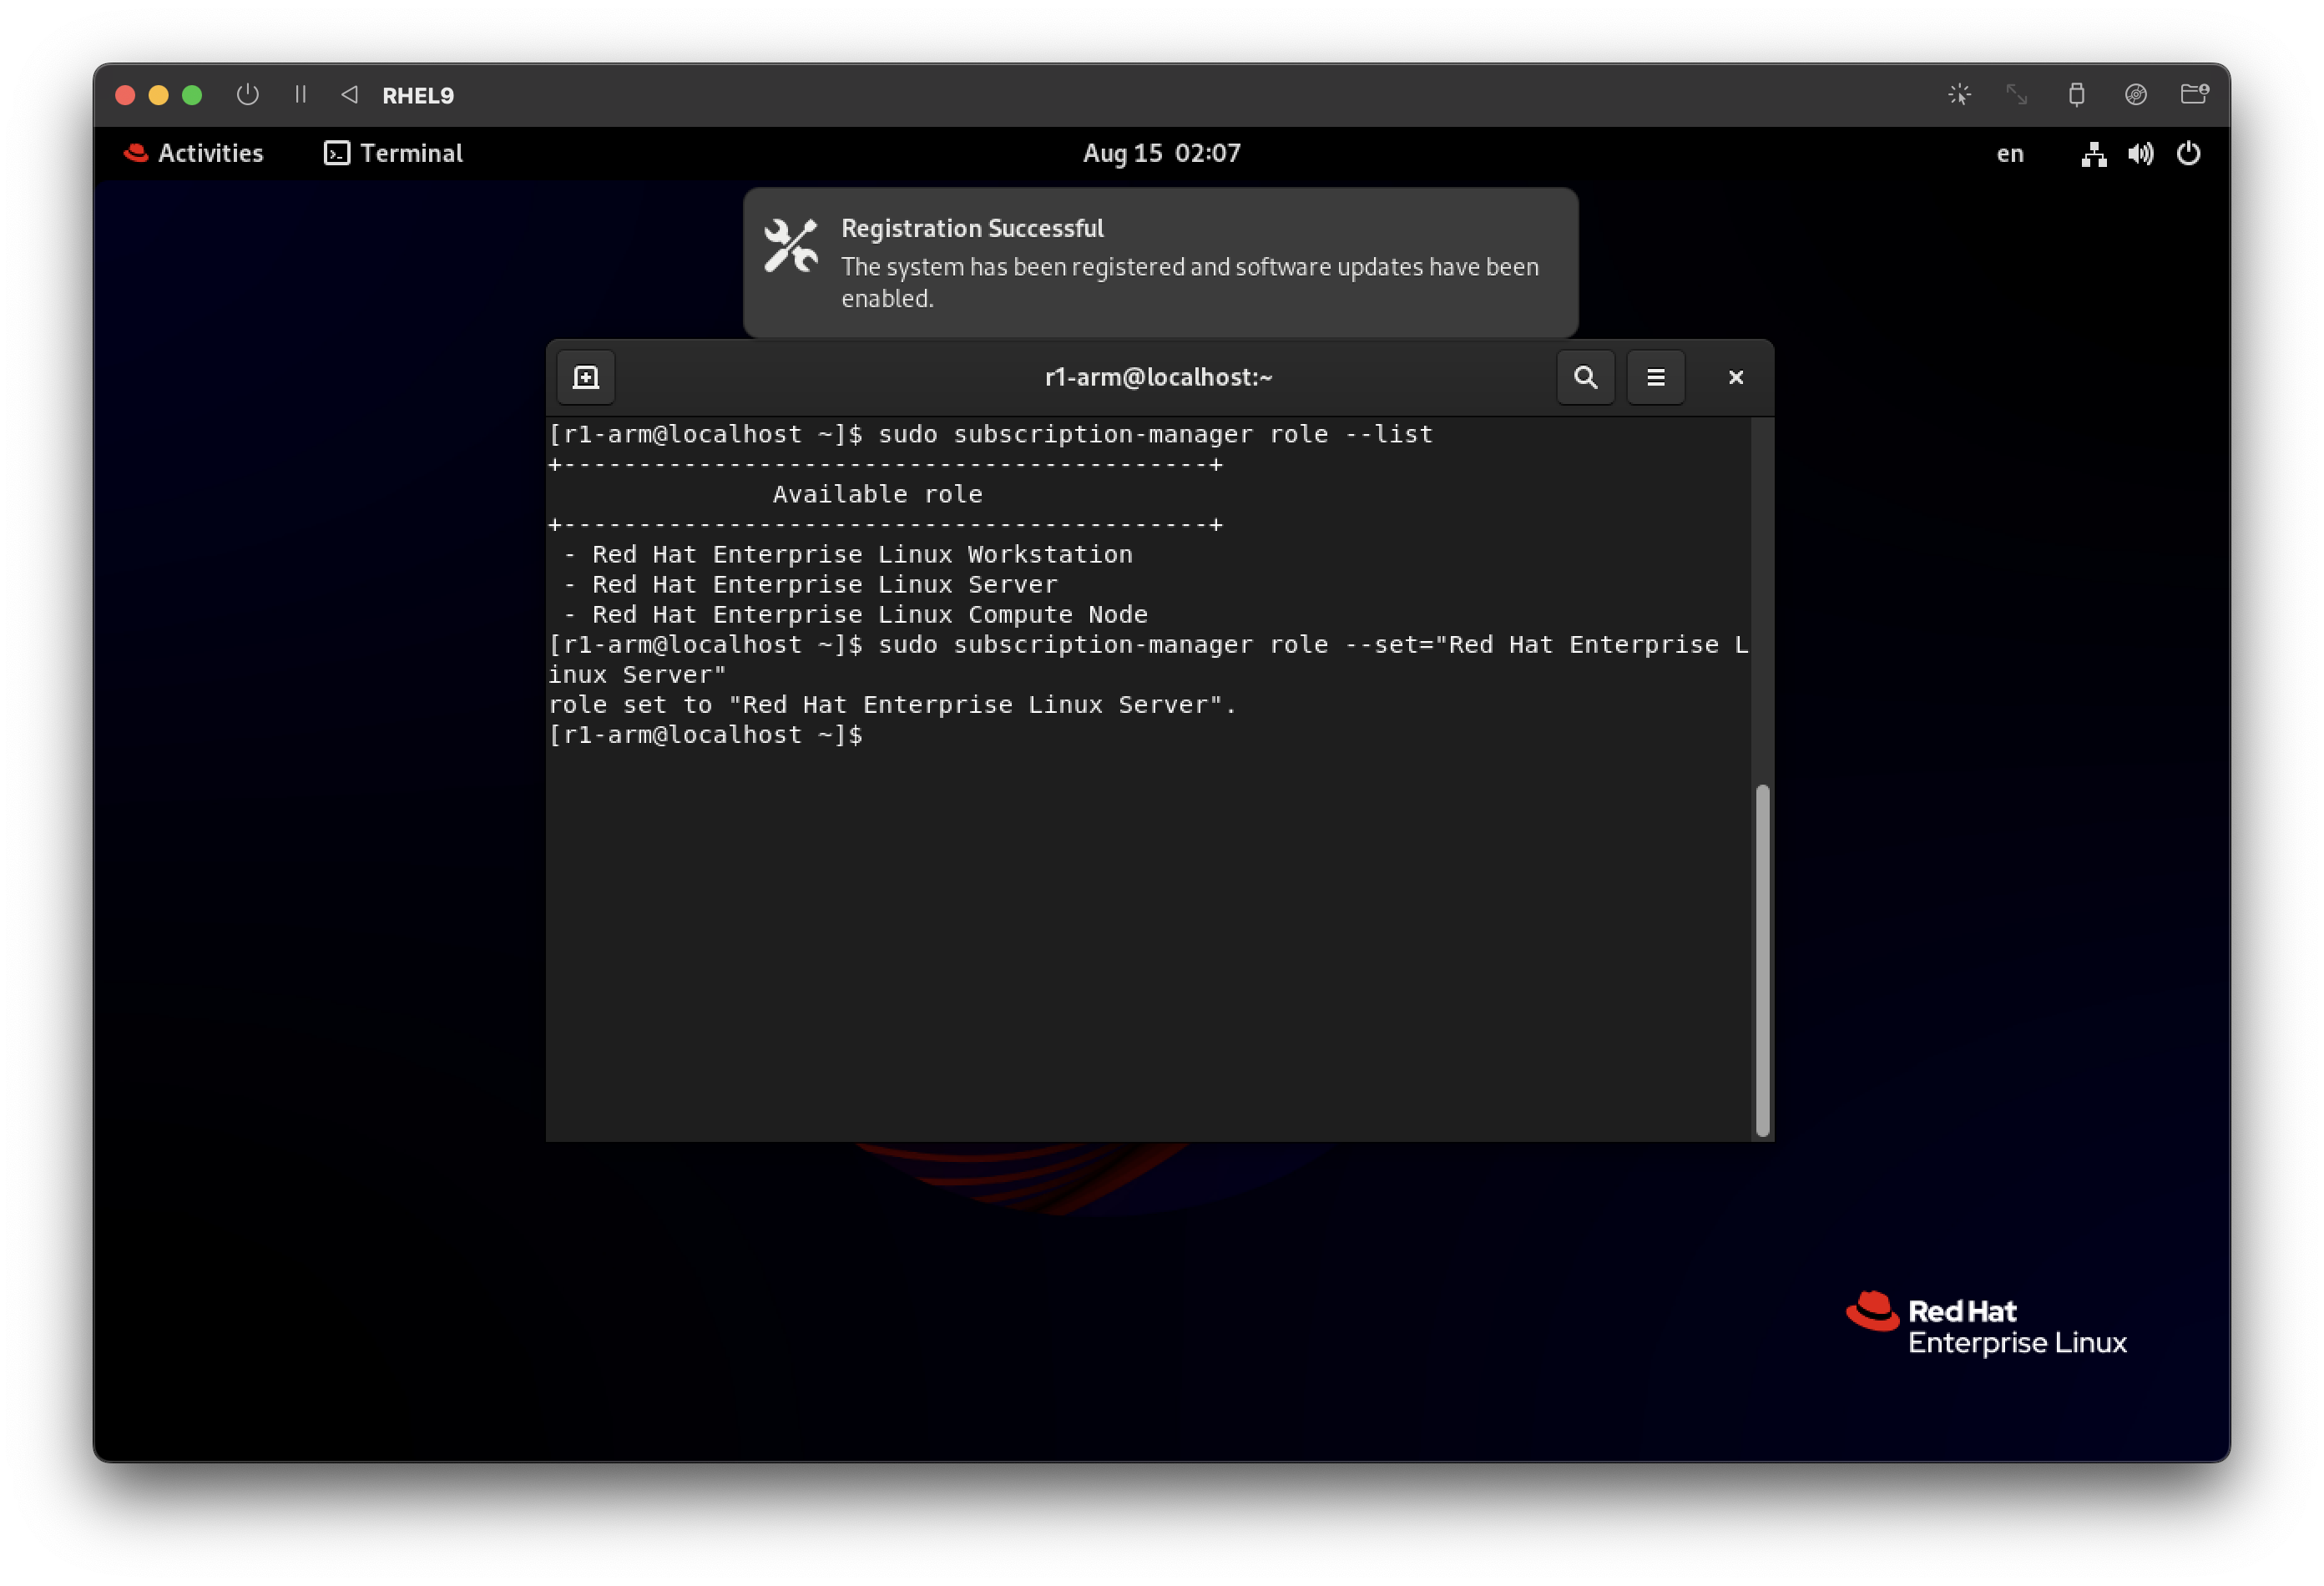 RHEL9
Activities Terminal Aug 15 02:07 en
Registration Successful
The system has been registered and software updates have been
enabled.
r1-arm@localhost:~
[r1-arm@localhost ~]$ sudo subscription-manager role --list
+-------------------------------------------+
Available role
+-------------------------------------------+
- Red Hat Enterprise Linux Workstation
- Red Hat Enterprise Linux Server
- Red Hat Enterprise Linux Compute Node
[r1-arm@localhost ~]$ sudo subscription-manager role --set="Red Hat Enterprise L
inux Server"
role set to "Red Hat Enterprise Linux Server".
[r1-arm@localhost ~]$
Red Hat
Enterprise Linux